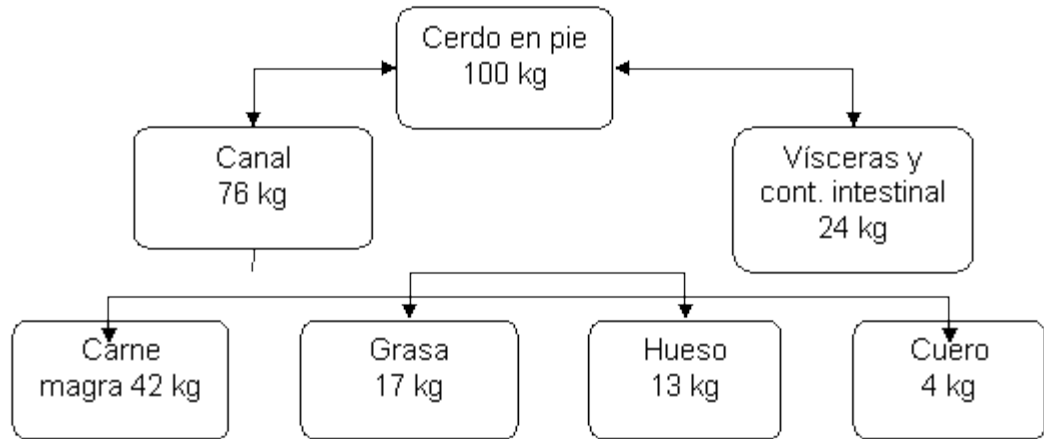 Cerdo en pie
100 kg
Canal
76 kg
Vísceras y
cont. intestinal
24 kg
Carne
magra 42 kg
Grasa
17 kg
Hueso
13 kg
Cuero
4 kg